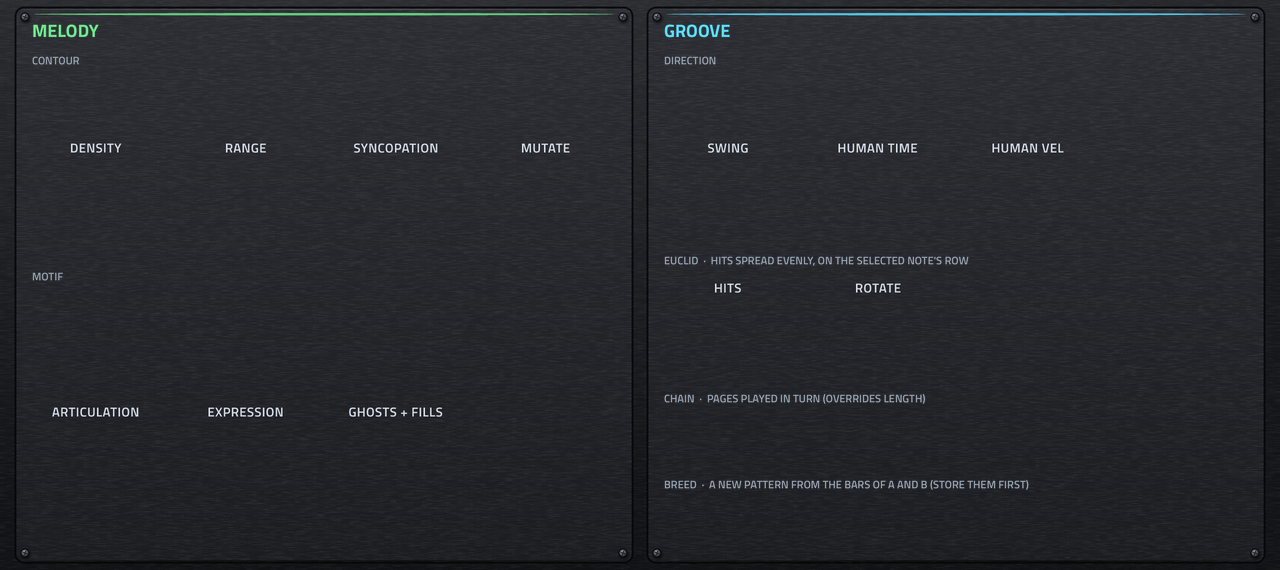 MELODY
CONTOUR
DENSITY RANGE SYNCOPATION MUTATE
MOTIF
ARTICULATION EXPRESSION GHOSTS + FILLS
GROOVE
DIRECTION
SWING HUMAN TIME HUMAN VEL
EUCLID · HITS SPREAD EVENLY, ON THE SELECTED NOTE'S ROW
HITS ROTATE
CHAIN · PAGES PLAYED IN TURN (OVERRIDES LENGTH)
BREED · A NEW PATTERN FROM THE BARS OF A AND B (STORE THEM FIRST)